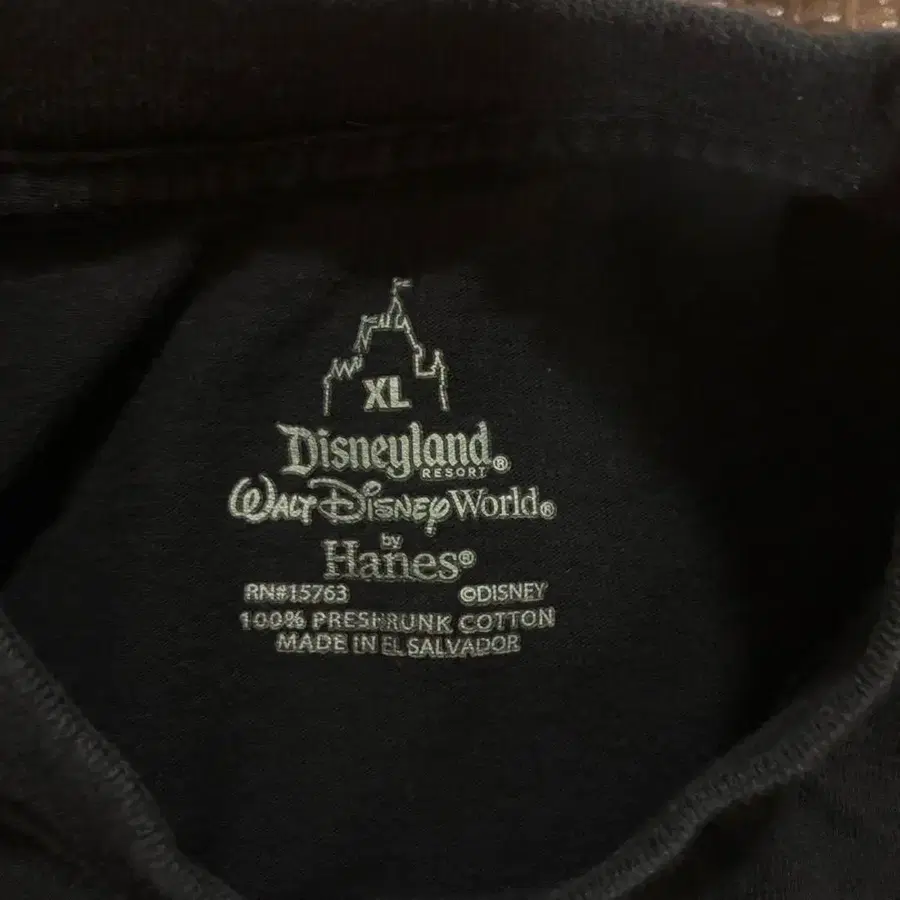 XL
Disneyland®
RESORT
WALT DISNEY World®
by
Hanes®
RN#15763 ©DISNEY
100% PRESHRUNK COTTON
MADE IN EL SALVADOR